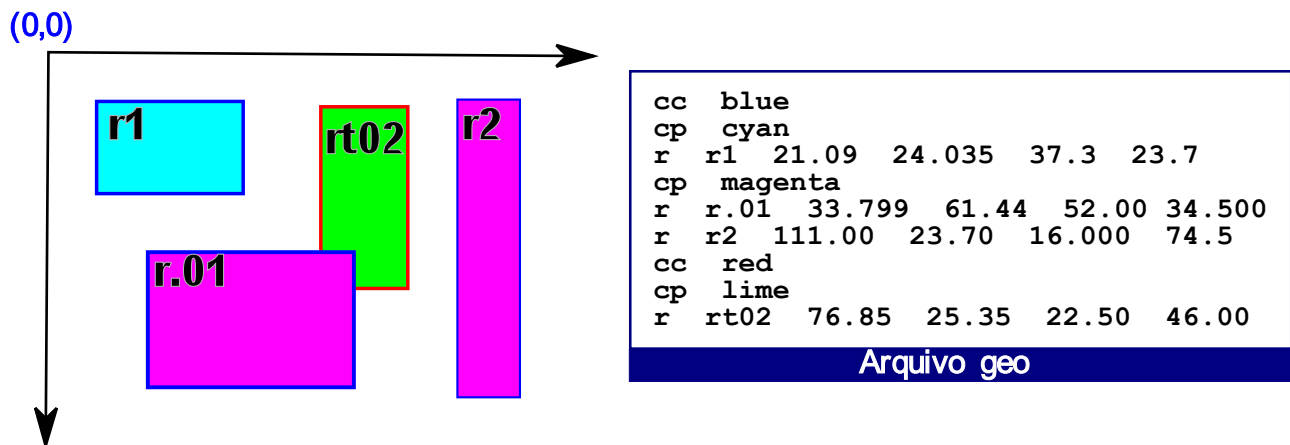 (0,0)
r1
rt02
r2
r.01
cc blue
cp cyan
r r1 21.09 24.035 37.3 23.7
cp magenta
r r.01 33.799 61.44 52.00 34.500
r r2 111.00 23.70 16.000 74.5
cc red
cp lime
r rt02 76.85 25.35 22.50 46.00
Arquivo geo